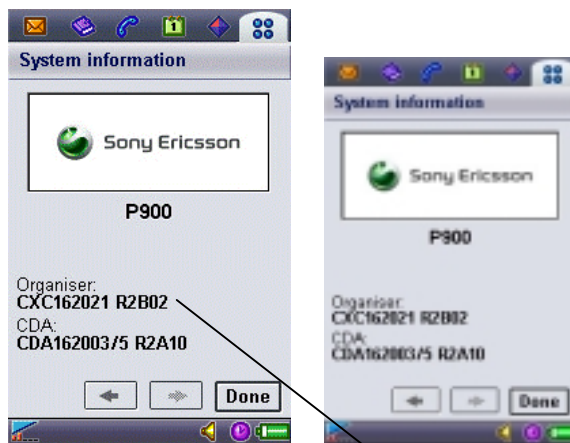 System information
Sony Ericsson
P900
Organiser:
CXC162021 R2B02
CDA:
CDA162003/5 R2A10
Done
System information
Sony Ericsson
P900
Organiser:
CXC162021 R2B02
CDA:
CDA162003/5 R2A10
Done